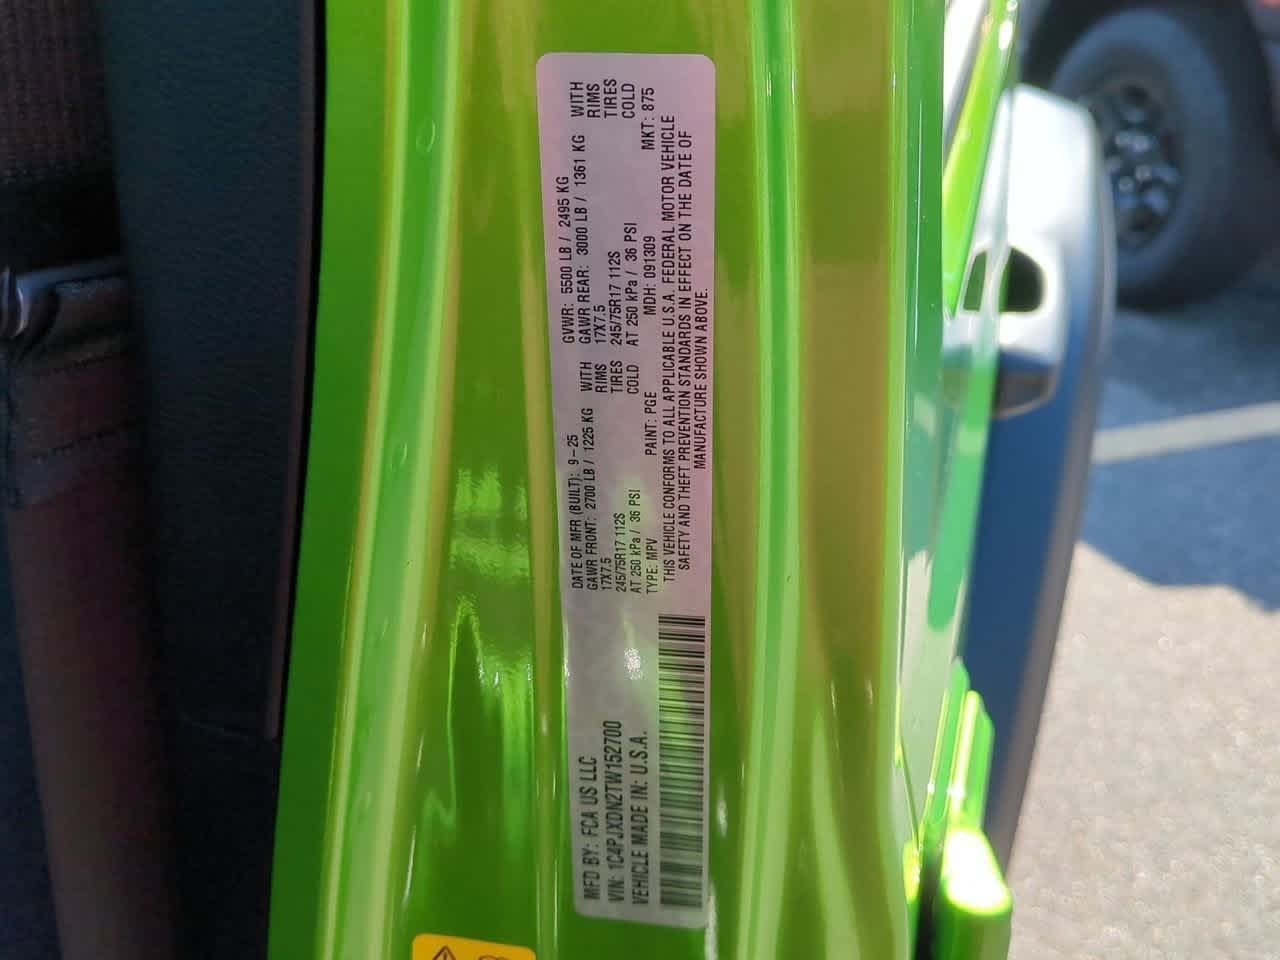 MFD BY: FCA US LLC
VIN: 1C4PJXDN2TW152700
VEHICLE MADE IN: U.S.A.
DATE OF MFR (BUILT): 9-25 GVWR: 5500 LB / 2495 KG
GAWR FRONT: 2700 LB / 1225 KG WITH GAWR REAR: 3000 LB / 1361 KG WITH
17X7.5 RIMS 17X7.5 RIMS
245/75R17 112S TIRES 245/75R17 112S TIRES
AT 250 kPa / 36 PSI COLD AT 250 kPa / 36 PSI COLD
TYPE: MPV PAINT: PGE MDH: 091309 MKT: 875
THIS VEHICLE CONFORMS TO ALL APPLICABLE U.S.A. FEDERAL MOTOR VEHICLE
SAFETY AND THEFT PREVENTION STANDARDS IN EFFECT ON THE DATE OF
MANUFACTURE SHOWN ABOVE.